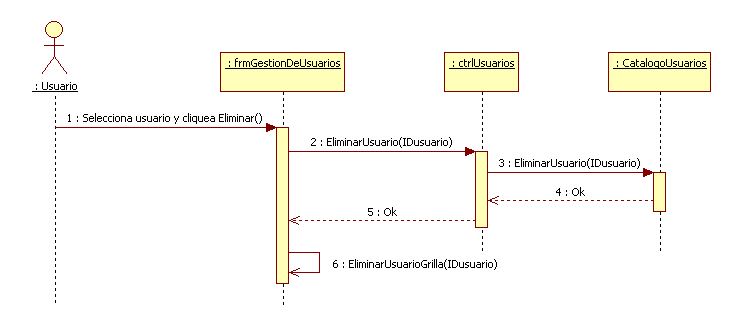 : Usuario
: frmGestionDeUsuarios
: ctrlUsuarios
: CatalogoUsuarios
1 : Selecciona usuario y cliquea Eliminar()
2 : EliminarUsuario(IDusuario)
3 : EliminarUsuario(IDusuario)
4 : Ok
5 : Ok
6 : EliminarUsuarioGrilla(IDusuario)